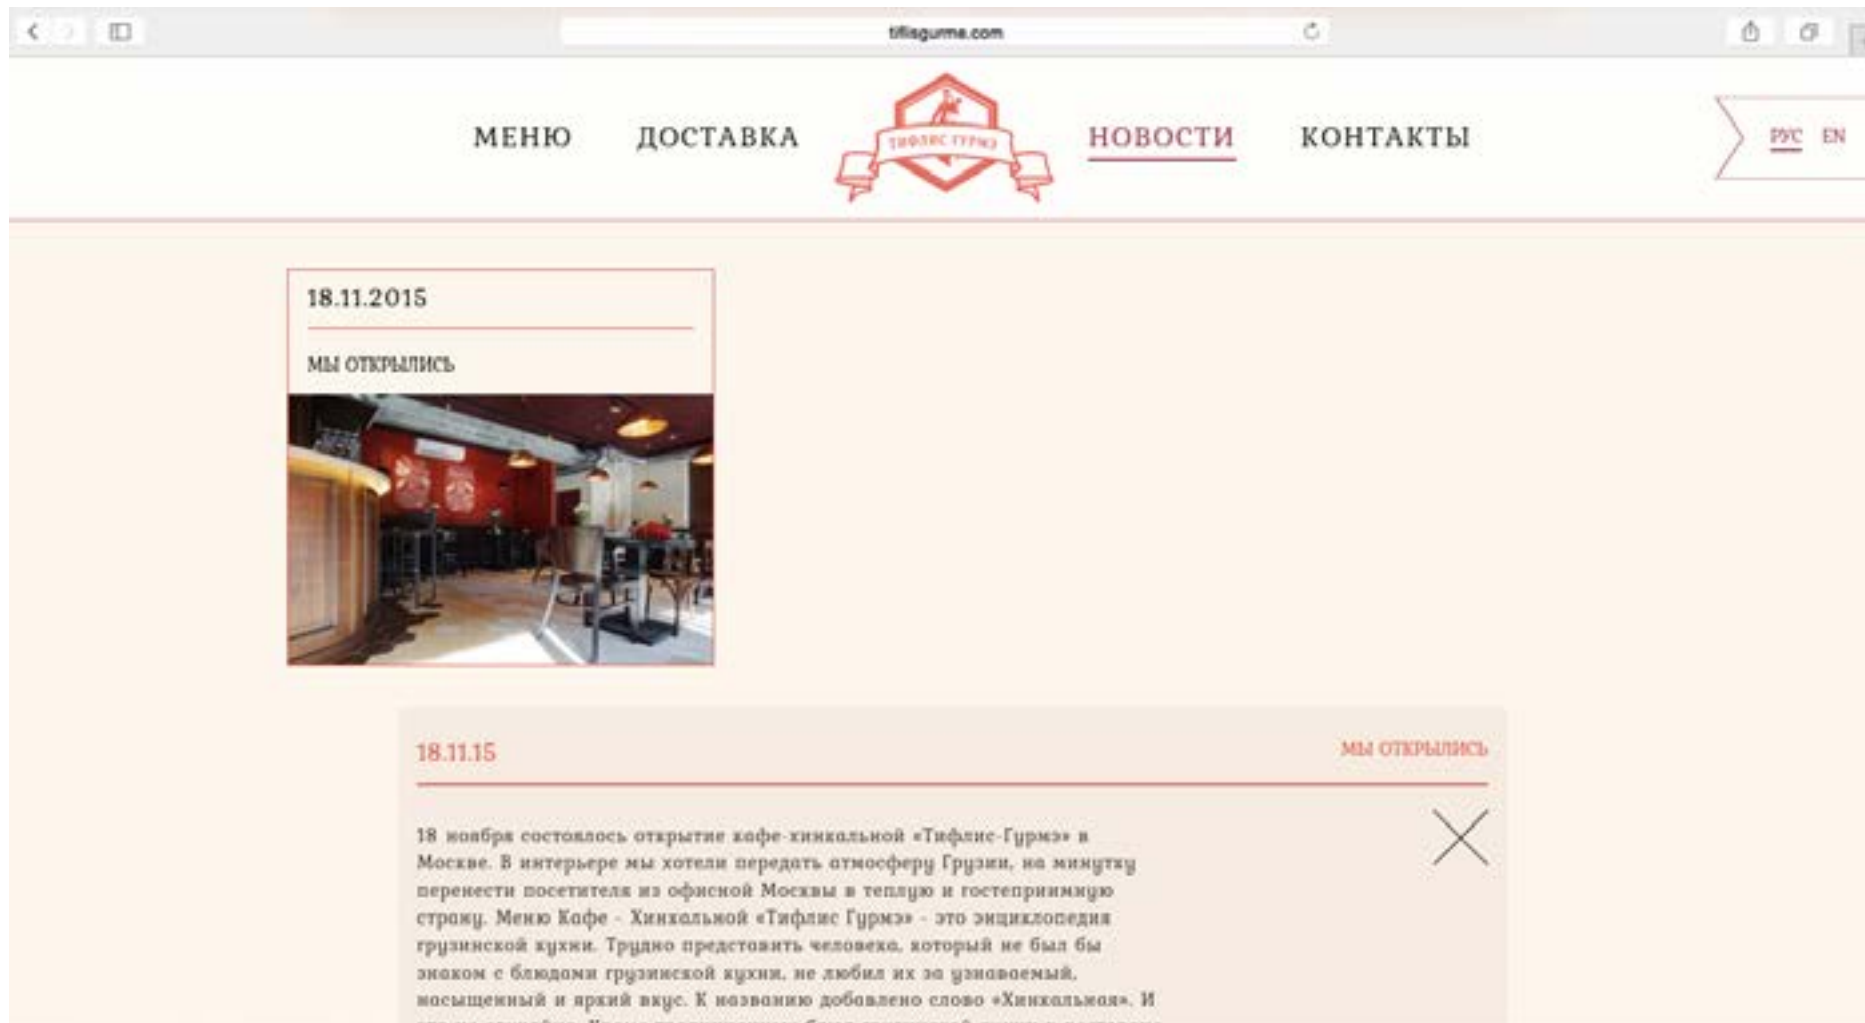 tiflisgurme.com
МЕНЮ ДОСТАВКА ТИФЛИС ГУРМЭ НОВОСТИ КОНТАКТЫ РУС EN
18.11.2015
МЫ ОТКРЫЛИСЬ
18.11.15 МЫ ОТКРЫЛИСЬ
18 ноября состоялось открытие кафе-хинкальной «Тифлис-Гурмэ» в
Москве. В интерьере мы хотели передать атмосферу Грузии, на минутку
перенести посетителя из офисной Москвы в теплую и гостеприимную
страну. Меню Кафе - Хинкальной «Тифлис Гурмэ» - это энциклопедия
грузинской кухни. Трудно представить человека, который не был бы
знаком с блюдами грузинской кухни, не любил их за узнаваемый,
насыщенный и яркий вкус. К названию добавлено слово «Хинкальная». И